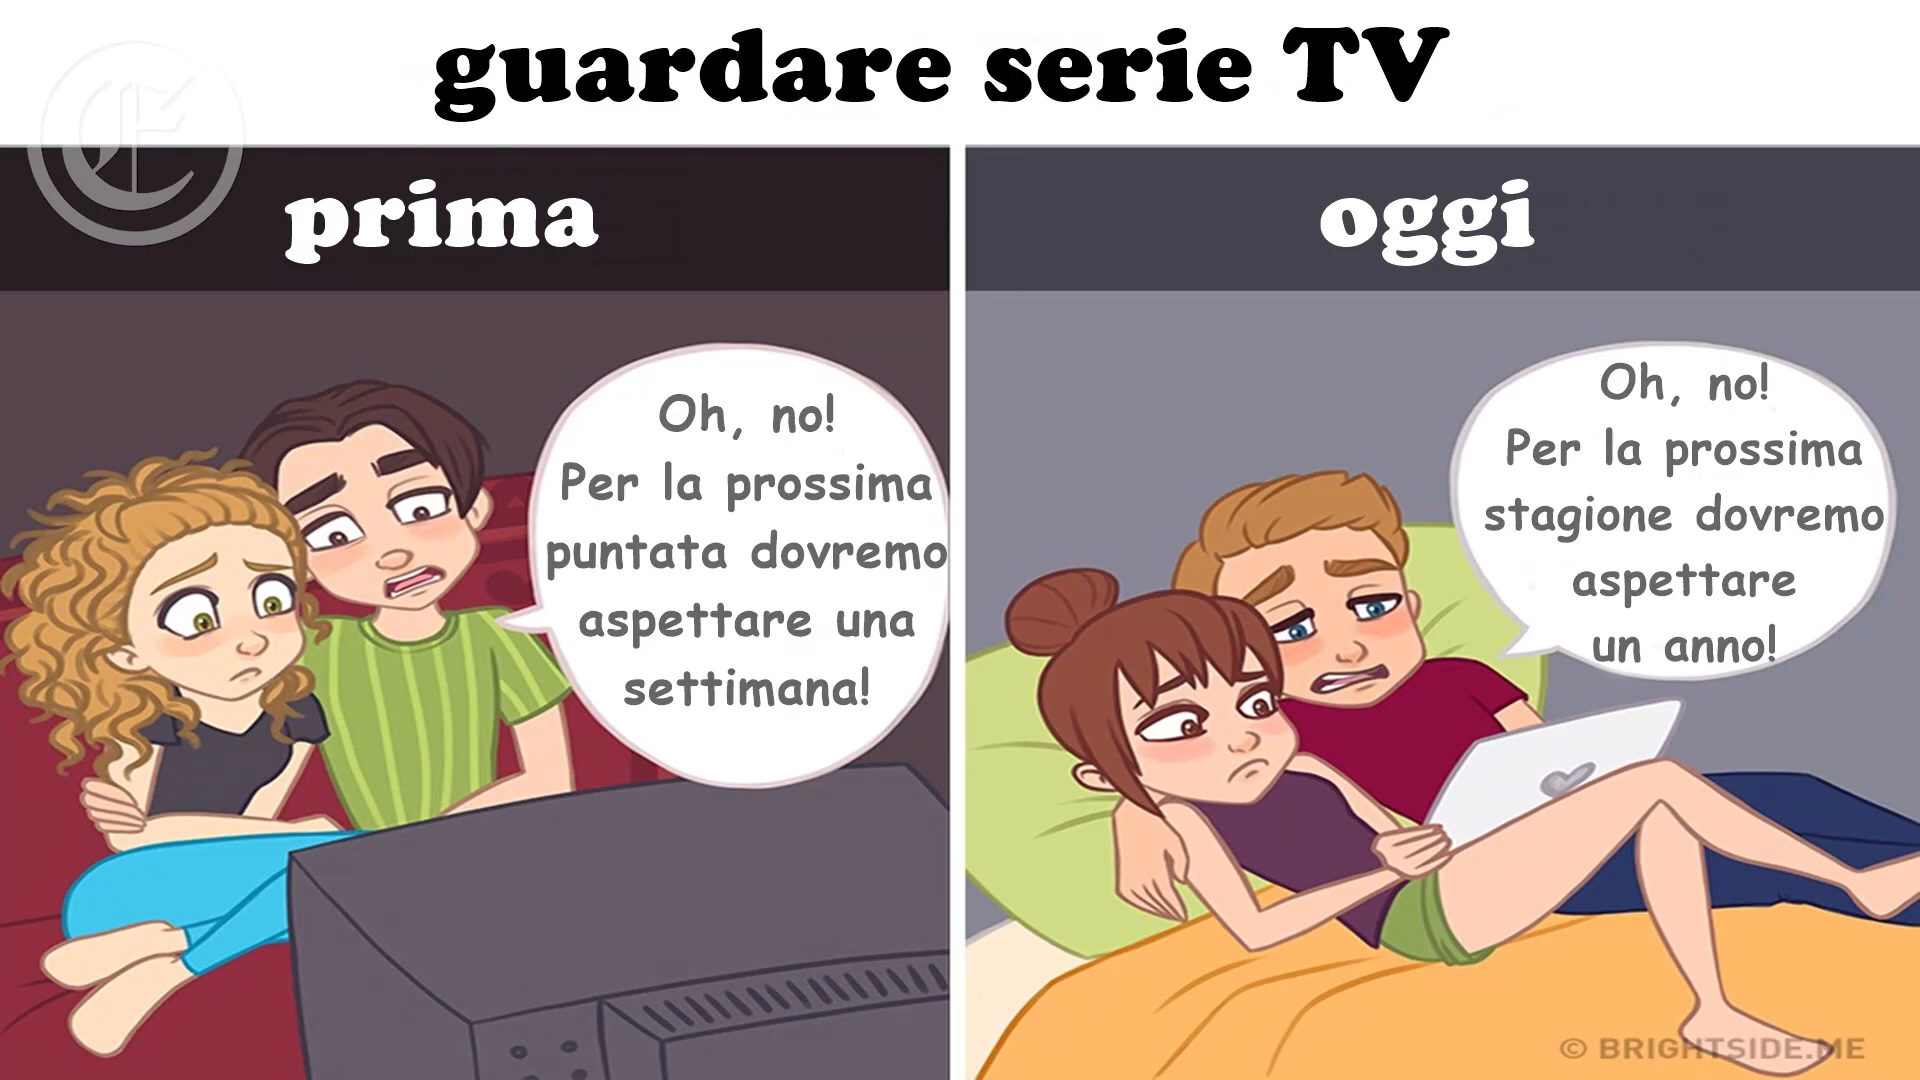 guardare serie TV
prima
oggi
Oh, no!
Per la prossima
puntata dovremo
aspettare una
settimana!
Oh, no!
Per la prossima
stagione dovremo
aspettare
un anno!
© BRIGHTSIDE.ME